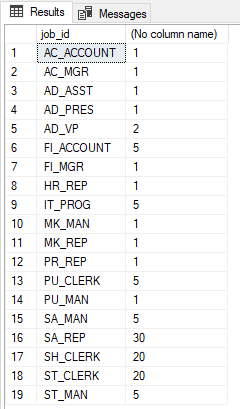 Results Messages
job_id (No column name)
1 AC_ACCOUNT 1
2 AC_MGR 1
3 AD_ASST 1
4 AD_PRES 1
5 AD_VP 2
6 FI_ACCOUNT 5
7 FI_MGR 1
8 HR_REP 1
9 IT_PROG 5
10 MK_MAN 1
11 MK_REP 1
12 PR_REP 1
13 PU_CLERK 5
14 PU_MAN 1
15 SA_MAN 5
16 SA_REP 30
17 SH_CLERK 20
18 ST_CLERK 20
19 ST_MAN 5